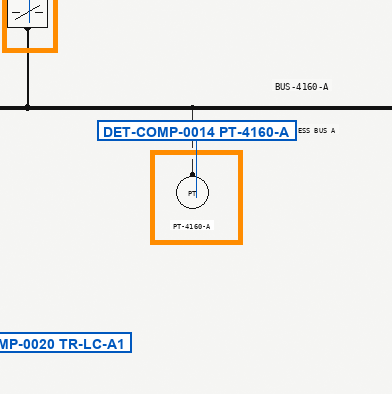 BUS-4160-A
DET-COMP-0014 PT-4160-A
ESS BUS A
PT
PT-4160-A
MP-0020 TR-LC-A1